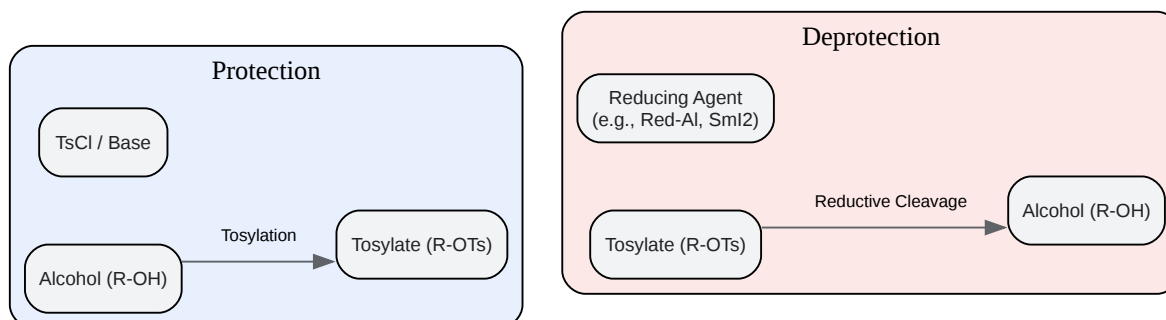 Protection
TsCl / Base
Tosylation
Alcohol (R-OH)
Tosylate (R-OTs)
Deprotection
Reducing Agent
(e.g., Red-Al, SmI2)
Reductive Cleavage
Tosylate (R-OTs)
Alcohol (R-OH)